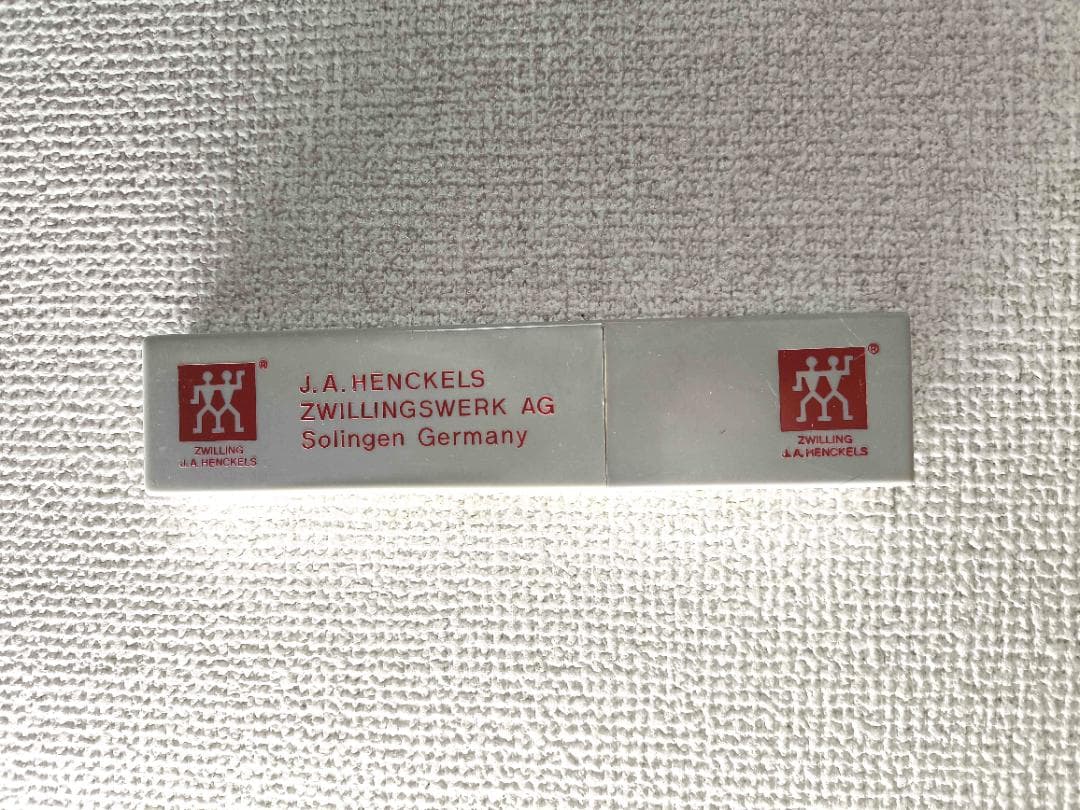 ®
ZWILLING
J.A. HENCKELS
J. A. HENCKELS
ZWILLINGSWERK AG
Solingen Germany
®
ZWILLING
J.A. HENCKELS